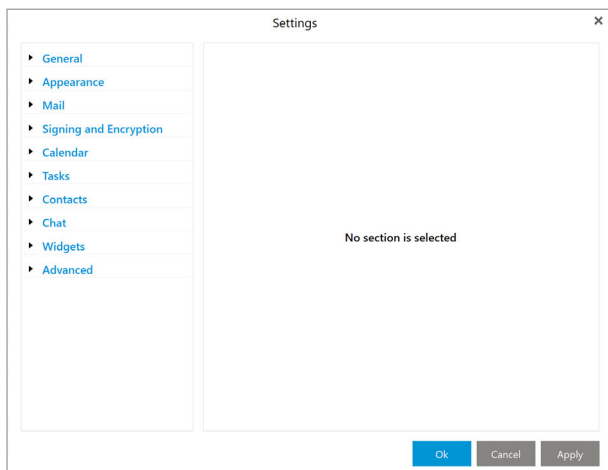 Settings
General
Appearance
Mail
Signing and Encryption
Calendar
Tasks
Contacts
Chat
Widgets
Advanced
No section is selected
Ok
Cancel
Apply